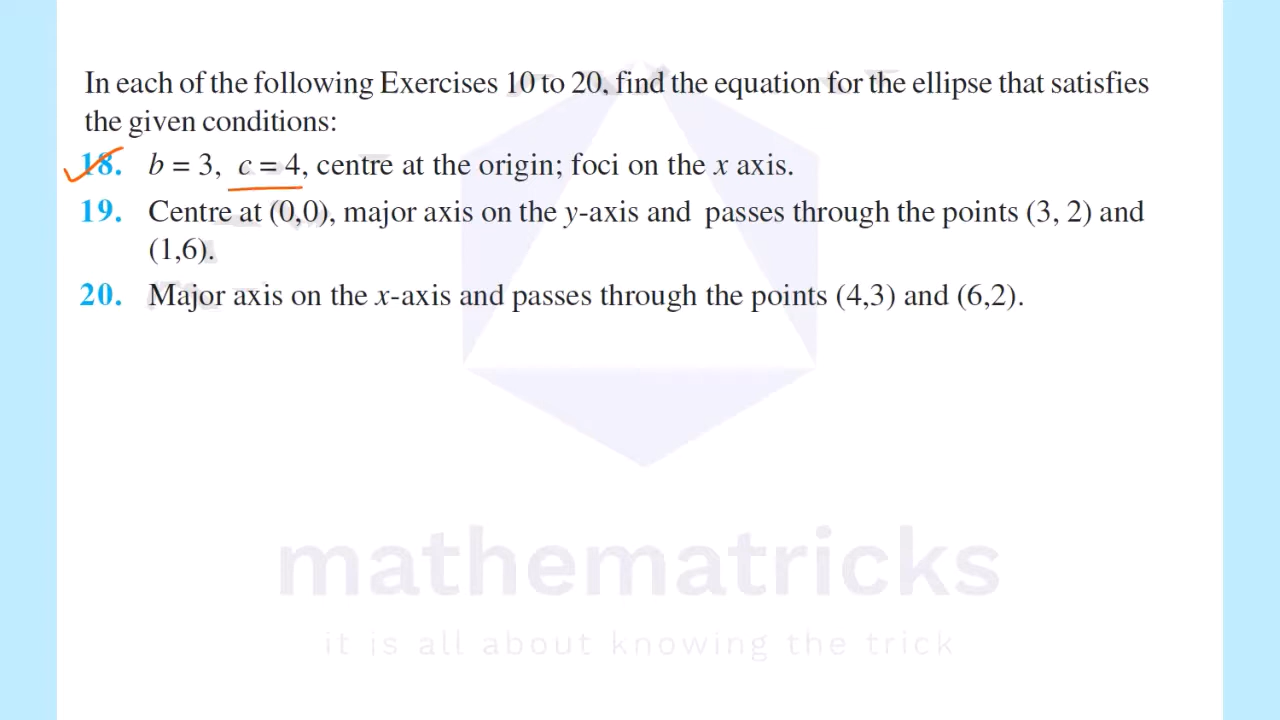 In each of the following Exercises 10 to 20, find the equation for the ellipse that satisfies
the given conditions:
18. b = 3, c = 4, centre at the origin; foci on the x axis.
19. Centre at (0,0), major axis on the y-axis and passes through the points (3, 2) and
(1,6).
20. Major axis on the x-axis and passes through the points (4,3) and (6,2).
mathematricks
it is all about knowing the trick